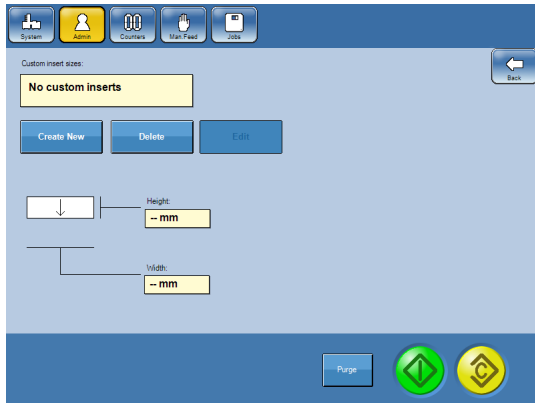 System
Admin
Counters
Man.Feed
Jobs
Custom insert sizes:
Back
No custom inserts
Create New
Delete
Edit
Height:
-- mm
Width:
-- mm
Purge
C